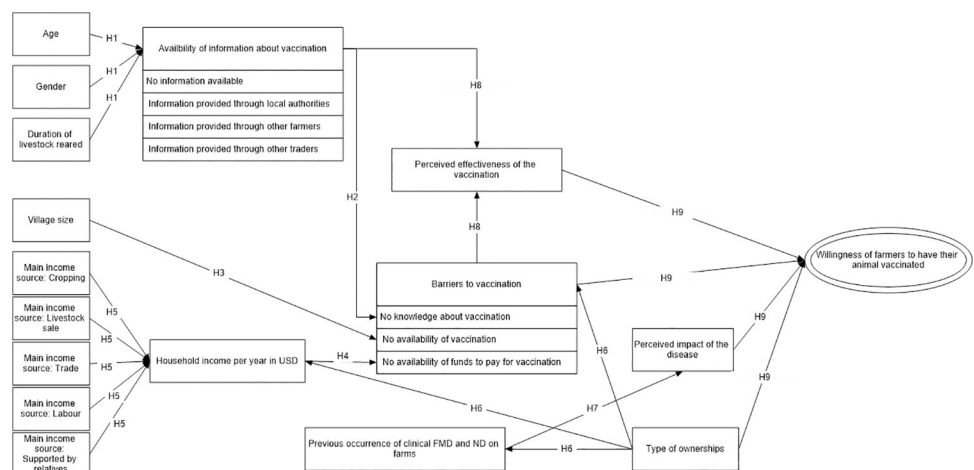 Age
H1
Availbility of information about vaccination
Gender
H1
No information available
H1
Information provided through local authorities
Information provided through other farmers
Duration of
livestock reared
Information provided through other traders
H8
Perceived effectiveness of the
vaccination
H2
H9
Village size
H8
H3
Willingness of farmers to have their
animal vaccinated
Main income
source: Cropping
Barriers to vaccination
H9
H5
No knowledge about vaccination
Main income
source: Livestock
sale
H5
No availability of vaccination
H9
Household income per year in USD
H4
No availability of funds to pay for vaccination
H6
Perceived impact of the
disease
Main income
source: Trade
H5
H9
Main income
source: Labour
H5
H6
H7
Main income
source:
Supported by
relatives
H5
Previous occurrence of clinical FMD and ND on
farms
H6
Type of ownerships